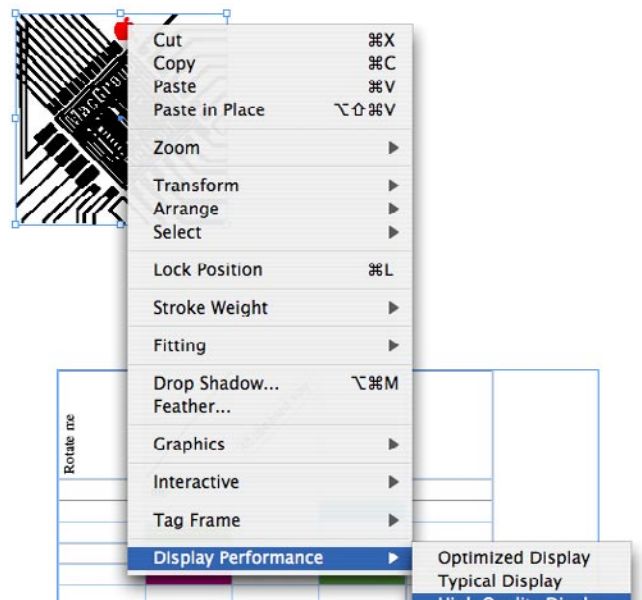 Cut ⌘X
Copy ⌘C
Paste ⌘V
Paste in Place ⌥⇧⌘V
Zoom
Transform
Arrange
Select
Lock Position ⌘L
Stroke Weight
Fitting
Drop Shadow... ⌥⌘M
Feather...
Graphics
Interactive
Tag Frame
Display Performance
Optimized Display
Typical Display
Rotate me